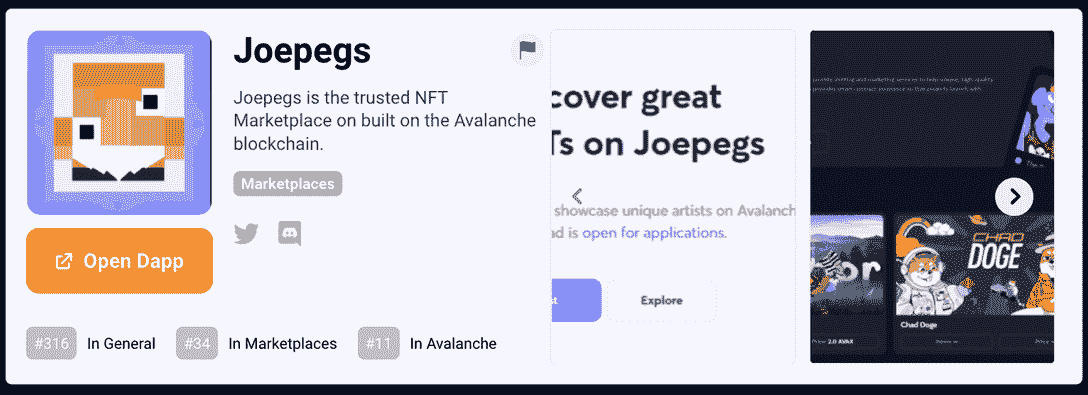 Joepegs
Joepegs is the trusted NFT
Marketplace on built on the Avalanche
blockchain.
Marketplaces
Open Dapp
#316 In General #34 In Marketplaces #11 In Avalanche
cover great
Ts on Joepegs
showcase unique artists on Avalanch
ad is open for applications.
st Explore
CHAD
DOGE
or
Chad Doge
Price 2.0 AVAX